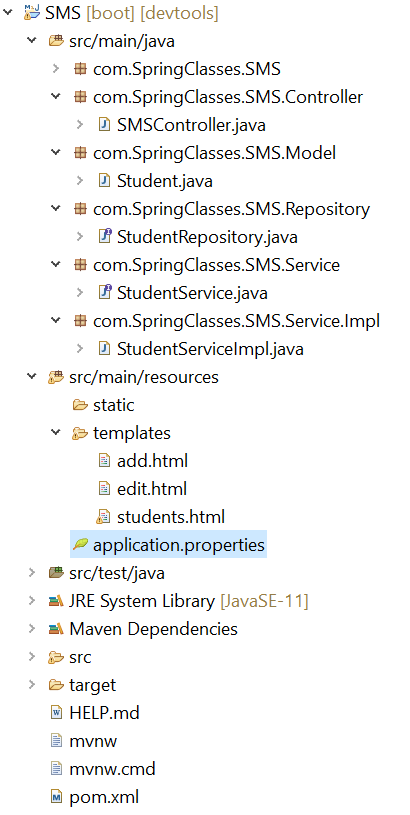 SMS [boot] [devtools]
src/main/java
com.SpringClasses.SMS
com.SpringClasses.SMS.Controller
SMSController.java
com.SpringClasses.SMS.Model
Student.java
com.SpringClasses.SMS.Repository
StudentRepository.java
com.SpringClasses.SMS.Service
StudentService.java
com.SpringClasses.SMS.Service.Impl
StudentServiceImpl.java
src/main/resources
static
templates
add.html
edit.html
students.html
application.properties
src/test/java
JRE System Library [JavaSE-11]
Maven Dependencies
src
target
HELP.md
mvnw
mvnw.cmd
pom.xml